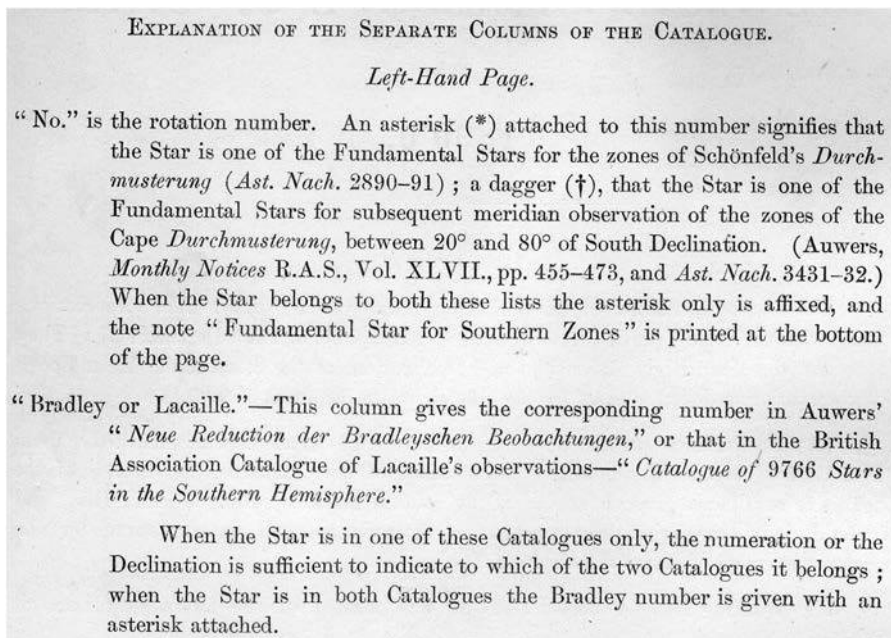 EXPLANATION OF THE SEPARATE COLUMNS OF THE CATALOGUE.
Left-Hand Page.
“ No.” is the rotation number. An asterisk (*) attached to this number signifies that
the Star is one of the Fundamental Stars for the zones of Schönfeld's Durch-
musterung (Ast. Nach. 2890–91) ; a dagger (†), that the Star is one of the
Fundamental Stars for subsequent meridian observation of the zones of the
Cape Durchmusterung, between 20° and 80° of South Declination. (Auwers,
Monthly Notices R.A.S., Vol. XLVII., pp. 455–473, and Ast. Nach. 3431–32.)
When the Star belongs to both these lists the asterisk only is affixed, and
the note “ Fundamental Star for Southern Zones ” is printed at the bottom
of the page.
“ Bradley or Lacaille.”—This column gives the corresponding number in Auwers'
“ Neue Reduction der Bradleyschen Beobachtungen,” or that in the British
Association Catalogue of Lacaille's observations—“ Catalogue of 9766 Stars
in the Southern Hemisphere.”
When the Star is in one of these Catalogues only, the numeration or the
Declination is sufficient to indicate to which of the two Catalogues it belongs ;
when the Star is in both Catalogues the Bradley number is given with an
asterisk attached.